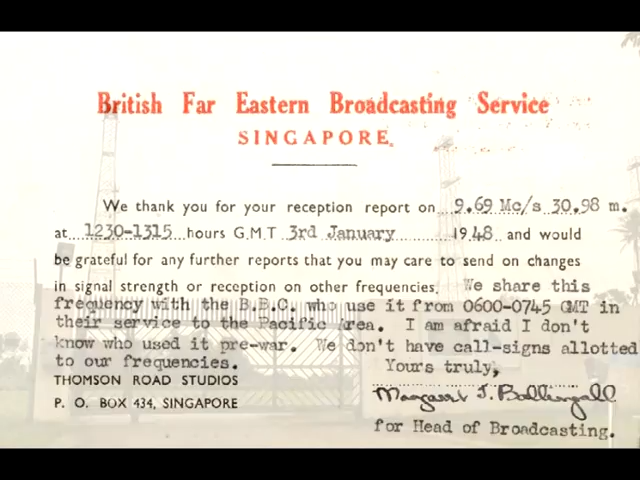 British Far Eastern Broadcasting Service
SINGAPORE.
We thank you for your reception report on 9.69 Mc/s 30.98 m.
at 1230-1315 hours G.M.T 3rd January 1948 and would
be grateful for any further reports that you may care to send on changes
in signal strength or reception on other frequencies. We share this
frequency with the B.B.C. who use it from 0600-0745 GMT in
their service to the Pacific Area. I am afraid I don't
know who used it pre-war. We don't have call-signs allotted
to our frequencies.
Yours truly,
THOMSON ROAD STUDIOS
P. O. BOX 434, SINGAPORE
Margaret J. Ballingall
for Head of Broadcasting.